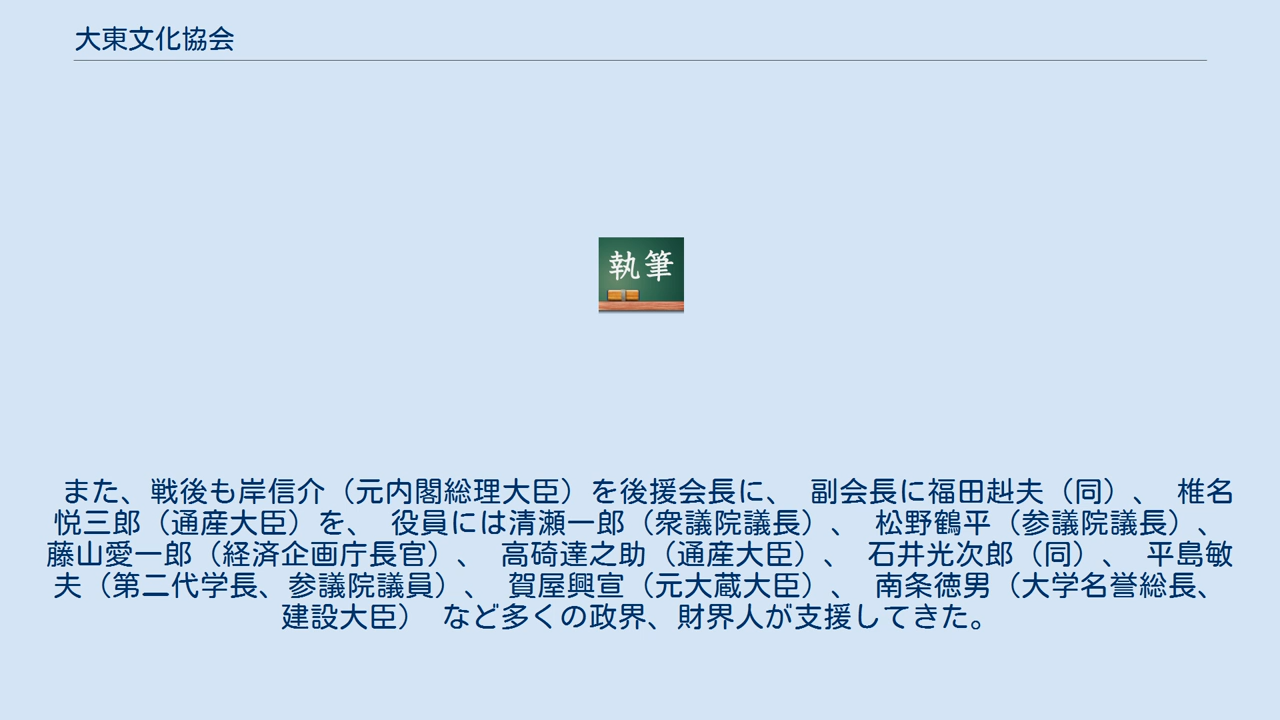 大東文化協会
執筆
また、戦後も岸信介（元内閣総理大臣）を後援会長に、 副会長に福田赳夫（同）、 椎名
悦三郎（通産大臣）を、 役員には清瀬一郎（衆議院議長）、 松野鶴平（参議院議長）、
藤山愛一郎（経済企画庁長官）、 高碕達之助（通産大臣）、 石井光次郎（同）、 平島敏
夫（第二代学長、参議院議員）、 賀屋興宣（元大蔵大臣）、 南条徳男（大学名誉総長、
建設大臣） など多くの政界、財界人が支援してきた。